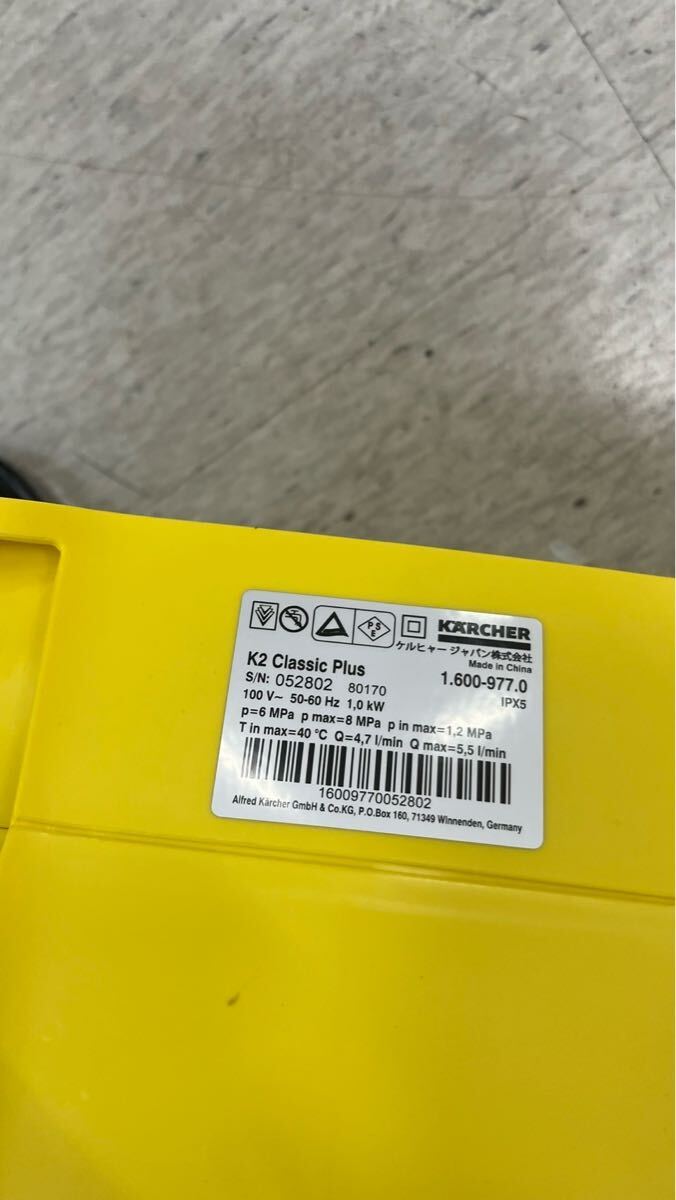 PSE
KÄRCHER
ケルヒャー ジャパン株式会社
Made in China
K2 Classic Plus
1.600-977.0
S/N: 052802 80170
IPX5
100 V~ 50-60 Hz 1,0 kW
p=6 MPa p max=8 MPa p in max=1,2 MPa
T in max=40 °C Q=4,7 l/min Q max=5,5 l/min
16009770052802
Alfred Kärcher GmbH & Co.KG, P.O.Box 160, 71349 Winnenden, Germany